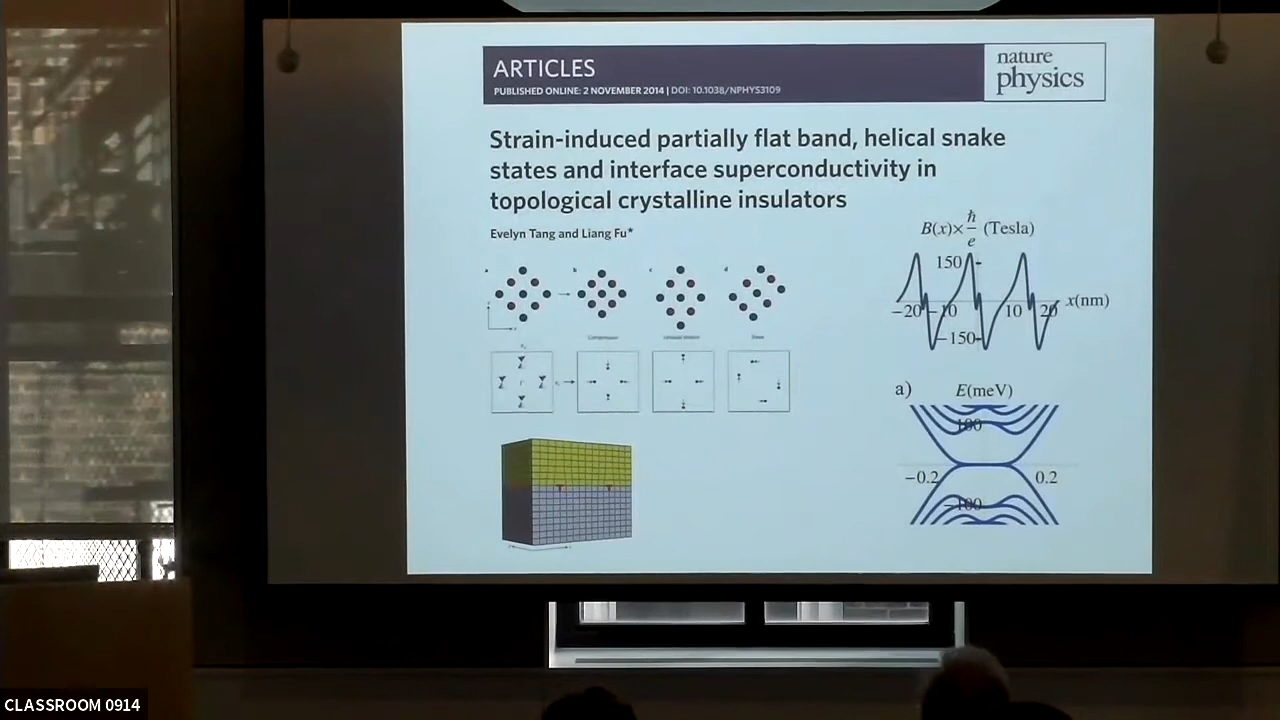 ARTICLES
PUBLISHED ONLINE: 2 NOVEMBER 2014 | DOI: 10.1038/NPHYS3109
nature
physics
Strain-induced partially flat band, helical snake
states and interface superconductivity in
topological crystalline insulators
Evelyn Tang and Liang Fu*
a b c d
B(x)× ħ/e (Tesla)
150
−20 −10 10 20 x(nm)
−150
a) E(meV)
100
−0.2 0.2
−100
CLASSROOM 0914